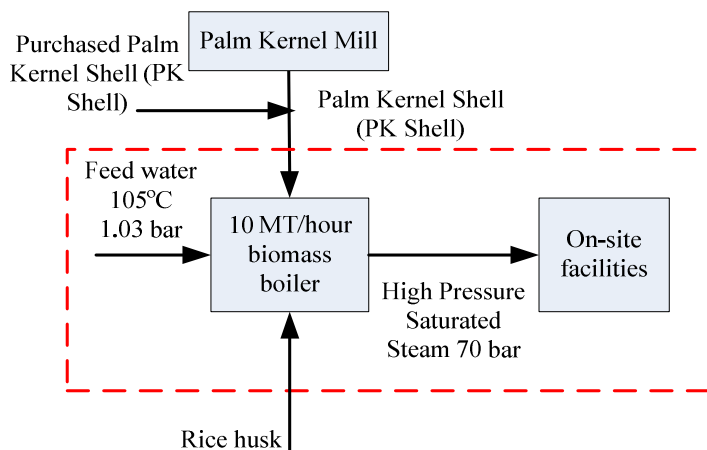 Palm Kernel Mill
Purchased Palm
Kernel Shell (PK
Shell)
Palm Kernel Shell
(PK Shell)
Feed water
105°C
1.03 bar
10 MT/hour
biomass
boiler
On-site
facilities
High Pressure
Saturated
Steam 70 bar
Rice husk